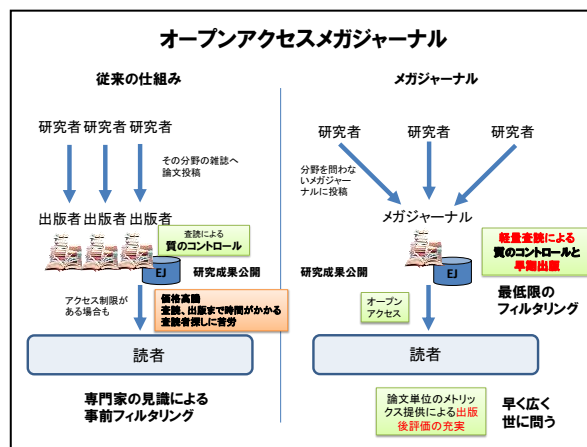 オープンアクセスメガジャーナル
従来の仕組み
研究者 研究者 研究者
その分野の雑誌へ
論文投稿
出版者 出版者 出版者
査読による
質のコントロール
EJ
研究成果公開
アクセス制限が
ある場合も
価格高騰
査読、出版まで時間がかかる
査読者探しに苦労
読者
専門家の見識による
事前フィルタリング
メガジャーナル
研究者 研究者 研究者
分野を問わな
いメガジャー
ナルに投稿
メガジャーナル
軽量査読による
質のコントロールと
早期出版
EJ
研究成果公開
最低限の
フィルタリング
オープン
アクセス
読者
論文単位のメトリッ
クス提供による出版
後評価の充実
早く広く
世に問う